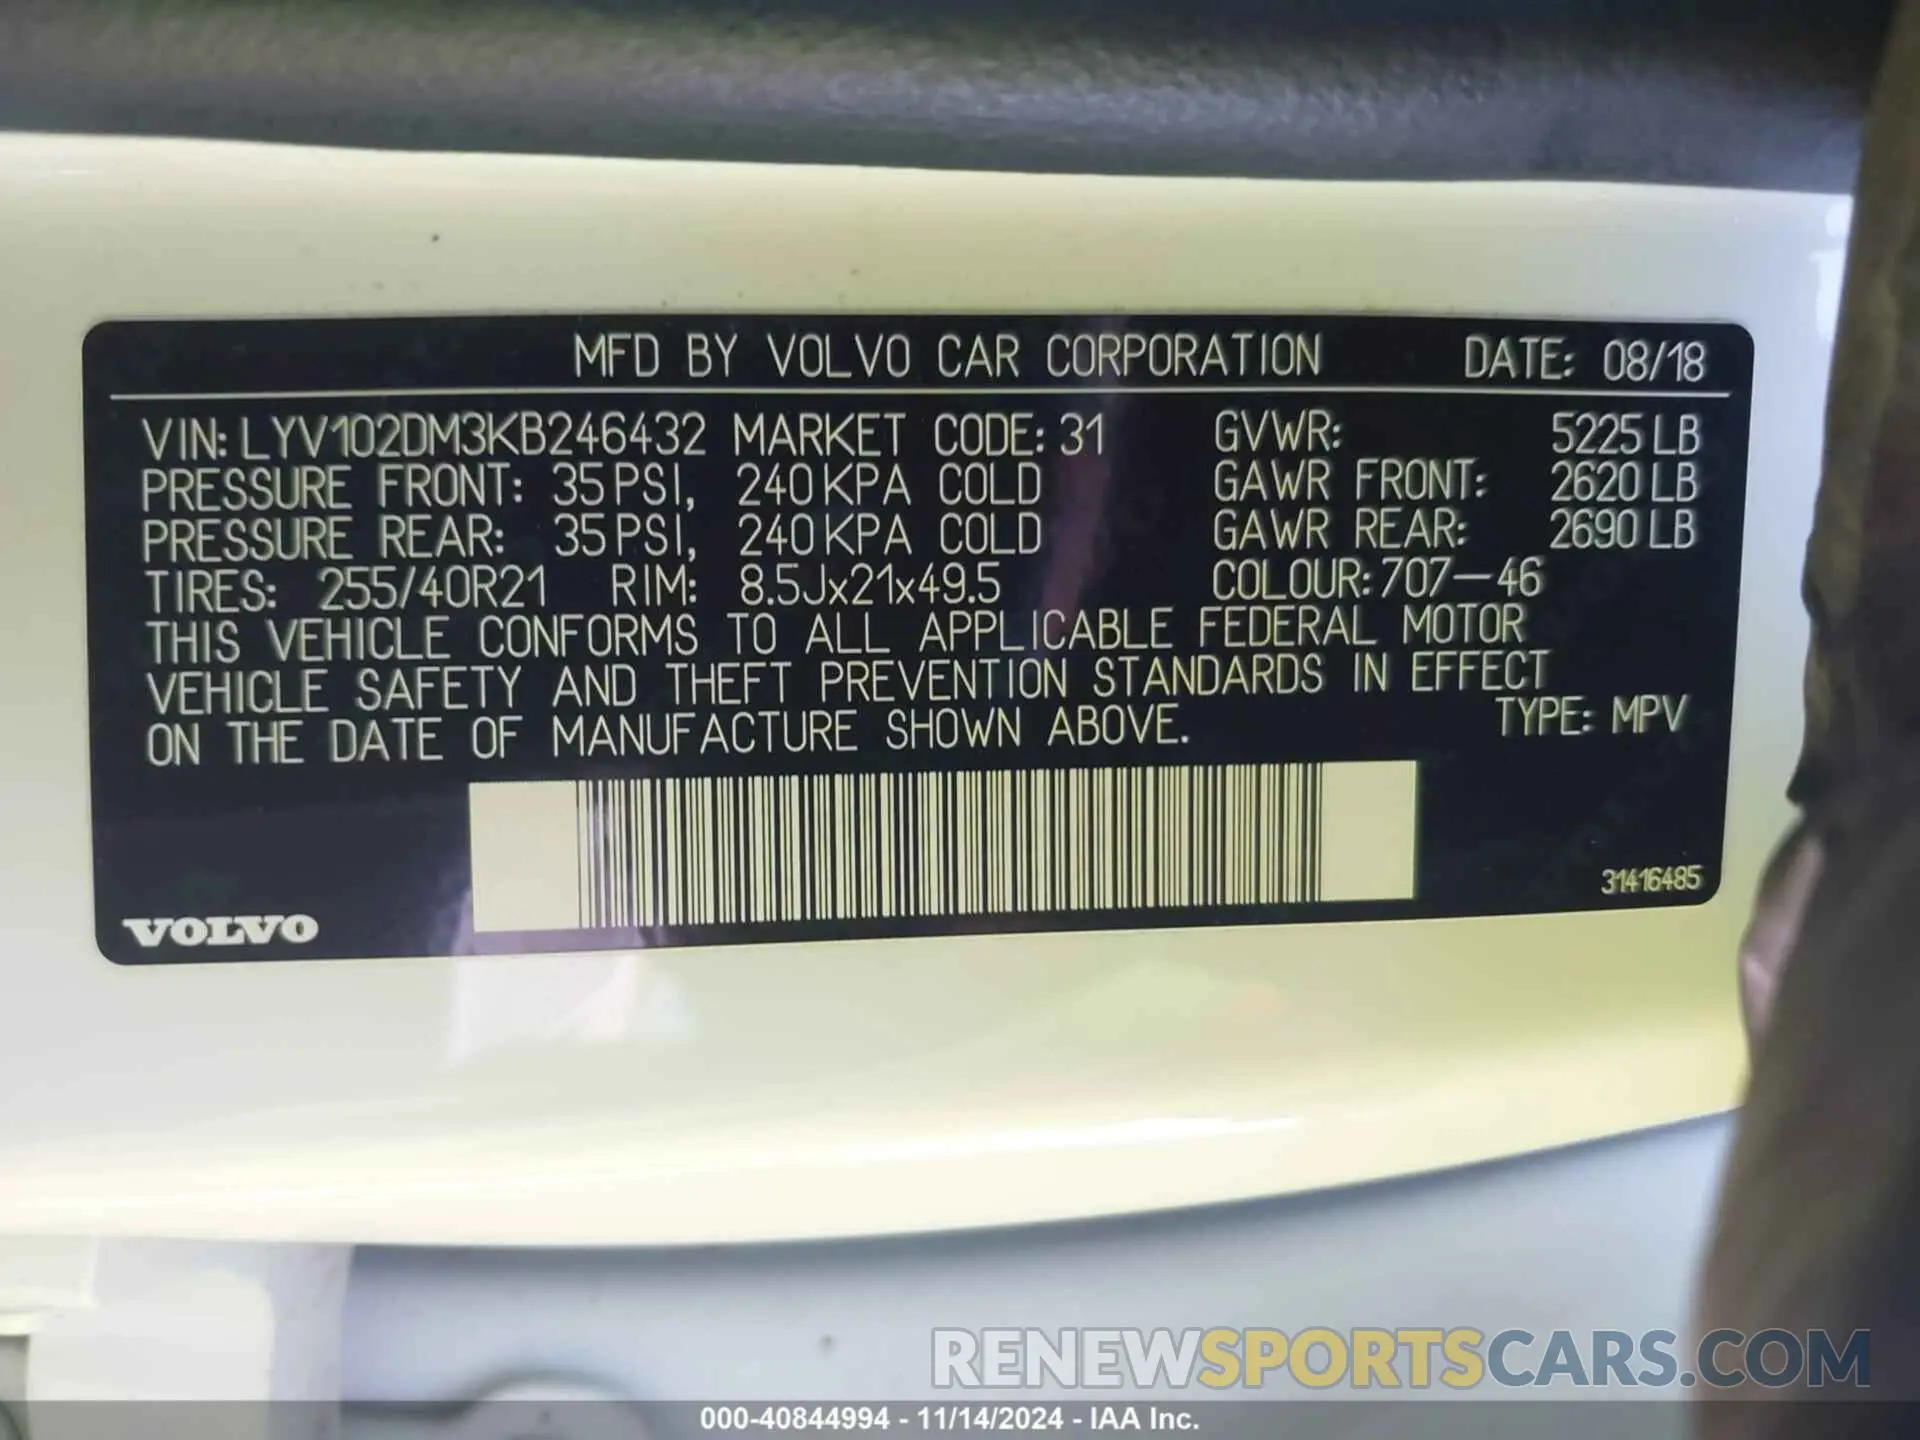 MFD BY VOLVO CAR CORPORATION DATE: 08/18
VIN: LYV102DM3KB246432 MARKET CODE: 31 GVWR: 5225 LB
PRESSURE FRONT: 35 PSI, 240 KPA COLD GAWR FRONT: 2620 LB
PRESSURE REAR: 35 PSI, 240 KPA COLD GAWR REAR: 2690 LB
TIRES: 255/40R21 RIM: 8.5Jx21x49.5 COLOUR: 707-46
THIS VEHICLE CONFORMS TO ALL APPLICABLE FEDERAL MOTOR
VEHICLE SAFETY AND THEFT PREVENTION STANDARDS IN EFFECT
ON THE DATE OF MANUFACTURE SHOWN ABOVE. TYPE: MPV
31416485
VOLVO
RENEWSPORTSCARS.COM
000-40844994 - 11/14/2024 - IAA Inc.